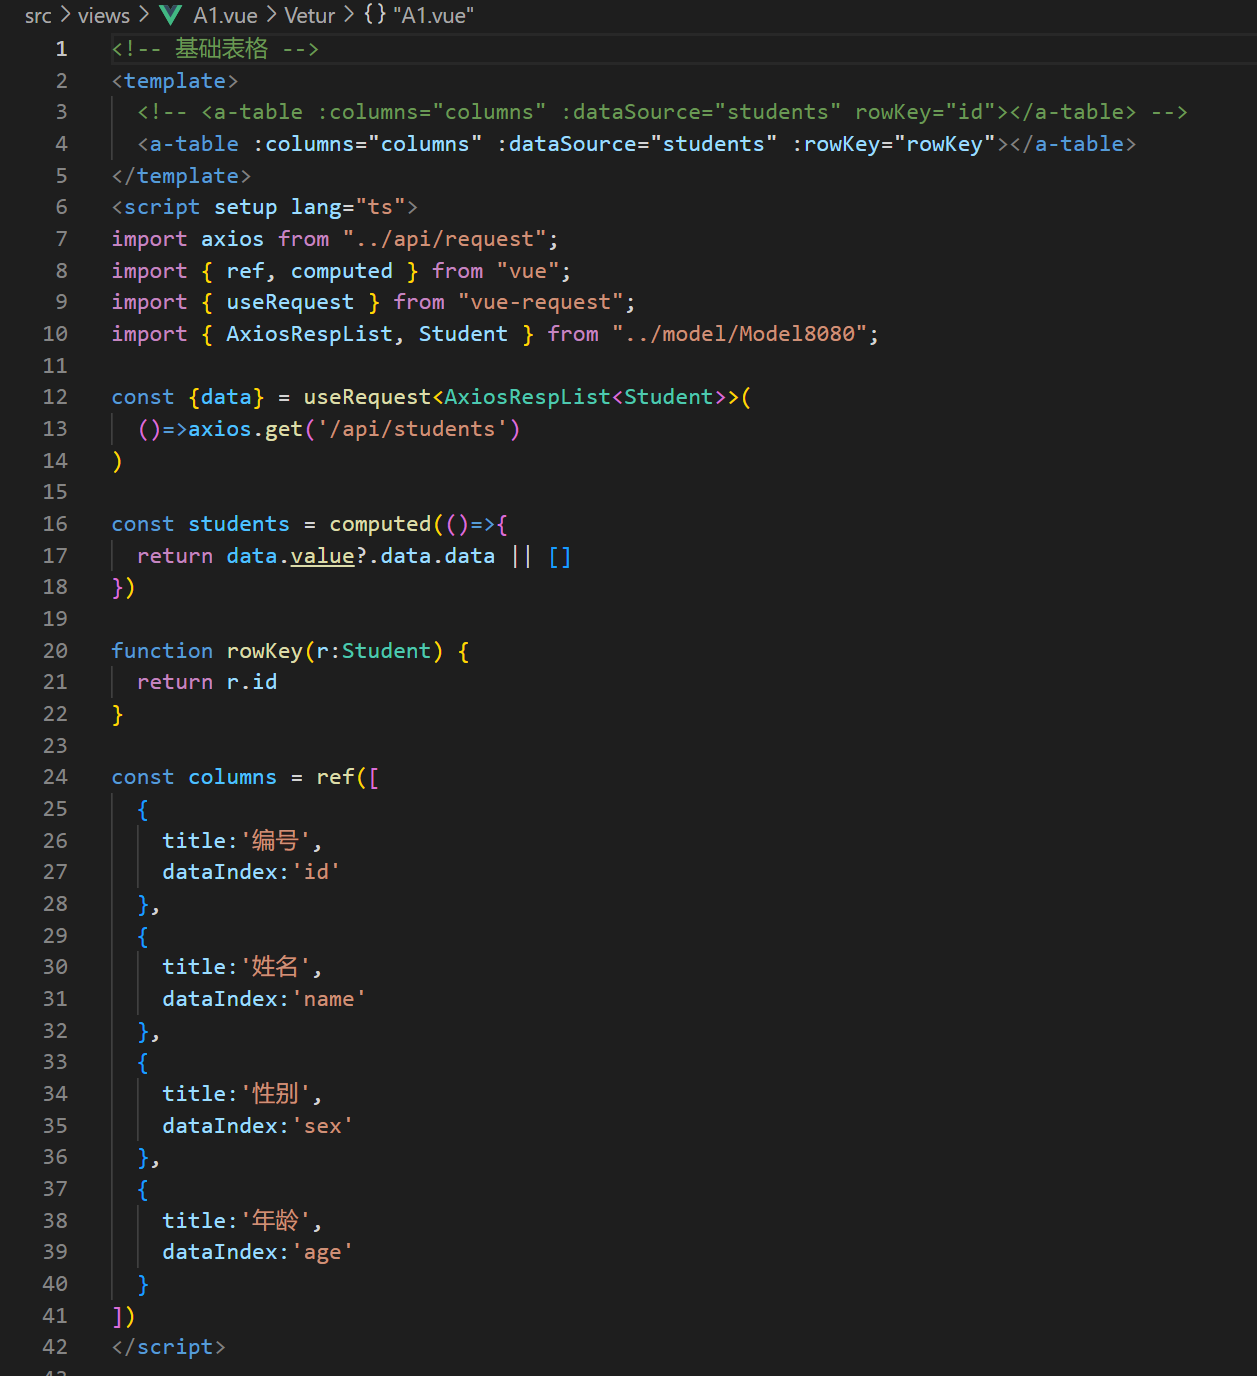 src > views > A1.vue > Vetur > {} "A1.vue"
1 <!-- 基础表格 -->
2 <template>
3   <!-- <a-table :columns="columns" :dataSource="students" rowKey="id"></a-table> -->
4   <a-table :columns="columns" :dataSource="students" :rowKey="rowKey"></a-table>
5 </template>
6 <script setup lang="ts">
7 import axios from "../api/request";
8 import { ref, computed } from "vue";
9 import { useRequest } from "vue-request";
10 import { AxiosRespList, Student } from "../model/Model8080";
11
12 const {data} = useRequest<AxiosRespList<Student>>(
13   ()=>axios.get('/api/students')
14 )
15
16 const students = computed(()=>{
17   return data.value?.data.data || []
18 })
19
20 function rowKey(r:Student) {
21   return r.id
22 }
23
24 const columns = ref([
25   {
26     title:'编号',
27     dataIndex:'id'
28   },
29   {
30     title:'姓名',
31     dataIndex:'name'
32   },
33   {
34     title:'性别',
35     dataIndex:'sex'
36   },
37   {
38     title:'年龄',
39     dataIndex:'age'
40   }
41 ])
42 </script>